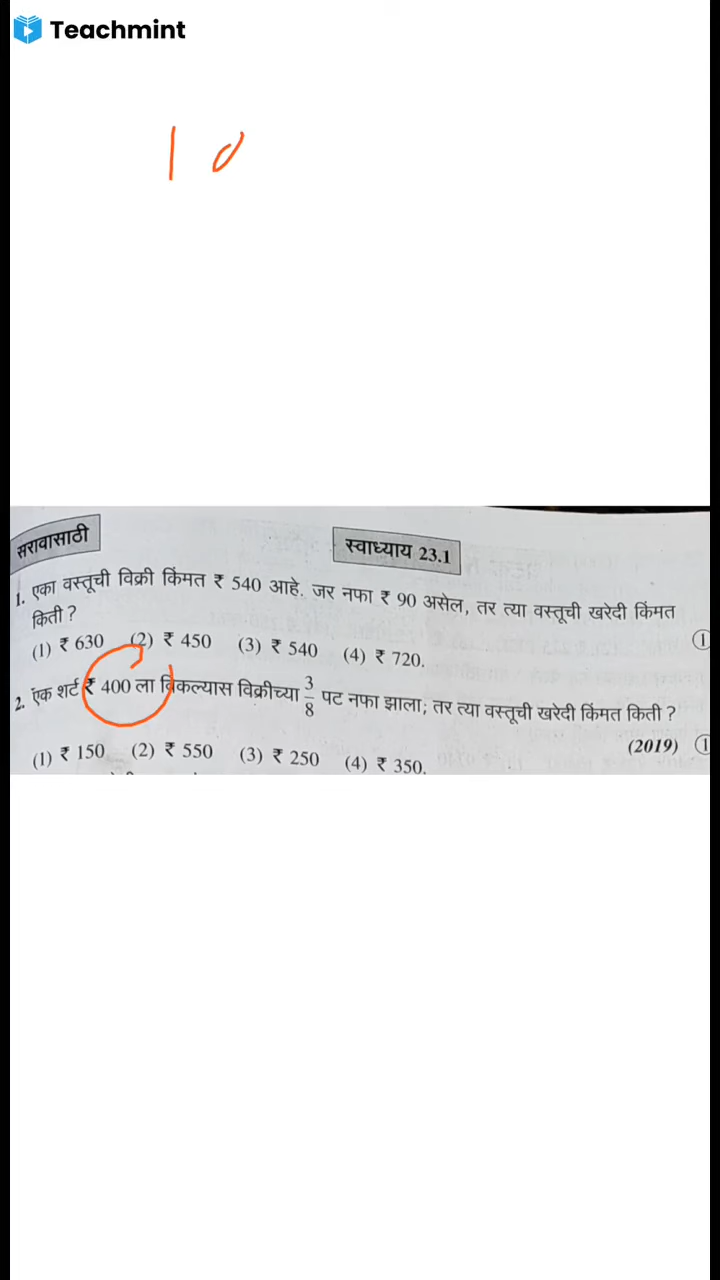 Teachmint
10
सरावासाठी
स्वाध्याय 23.1
1. एका वस्तूची विक्री किंमत ₹ 540 आहे. जर नफा ₹ 90 असेल, तर त्या वस्तूची खरेदी किंमत
किती ?
(1) ₹ 630 (2) ₹ 450 (3) ₹ 540 (4) ₹ 720. ①
2. एक शर्ट ₹ 400 ला विकल्यास विक्रीच्या 3/8 पट नफा झाला; तर त्या वस्तूची खरेदी किंमत किती ?
(2019) ①
(1) ₹ 150 (2) ₹ 550 (3) ₹ 250 (4) ₹ 350.